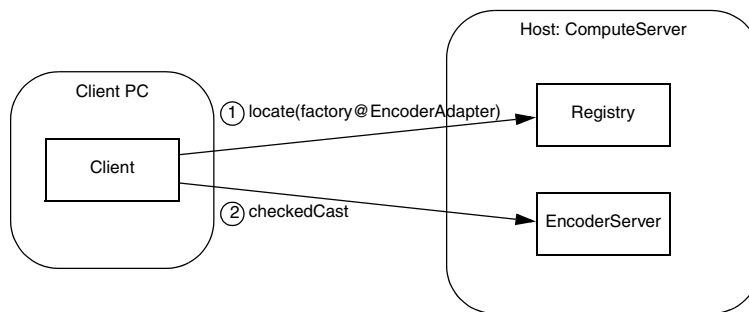 Host: ComputeServer
Client PC
1 locate(factory@EncoderAdapter)
Registry
Client
2 checkedCast
EncoderServer